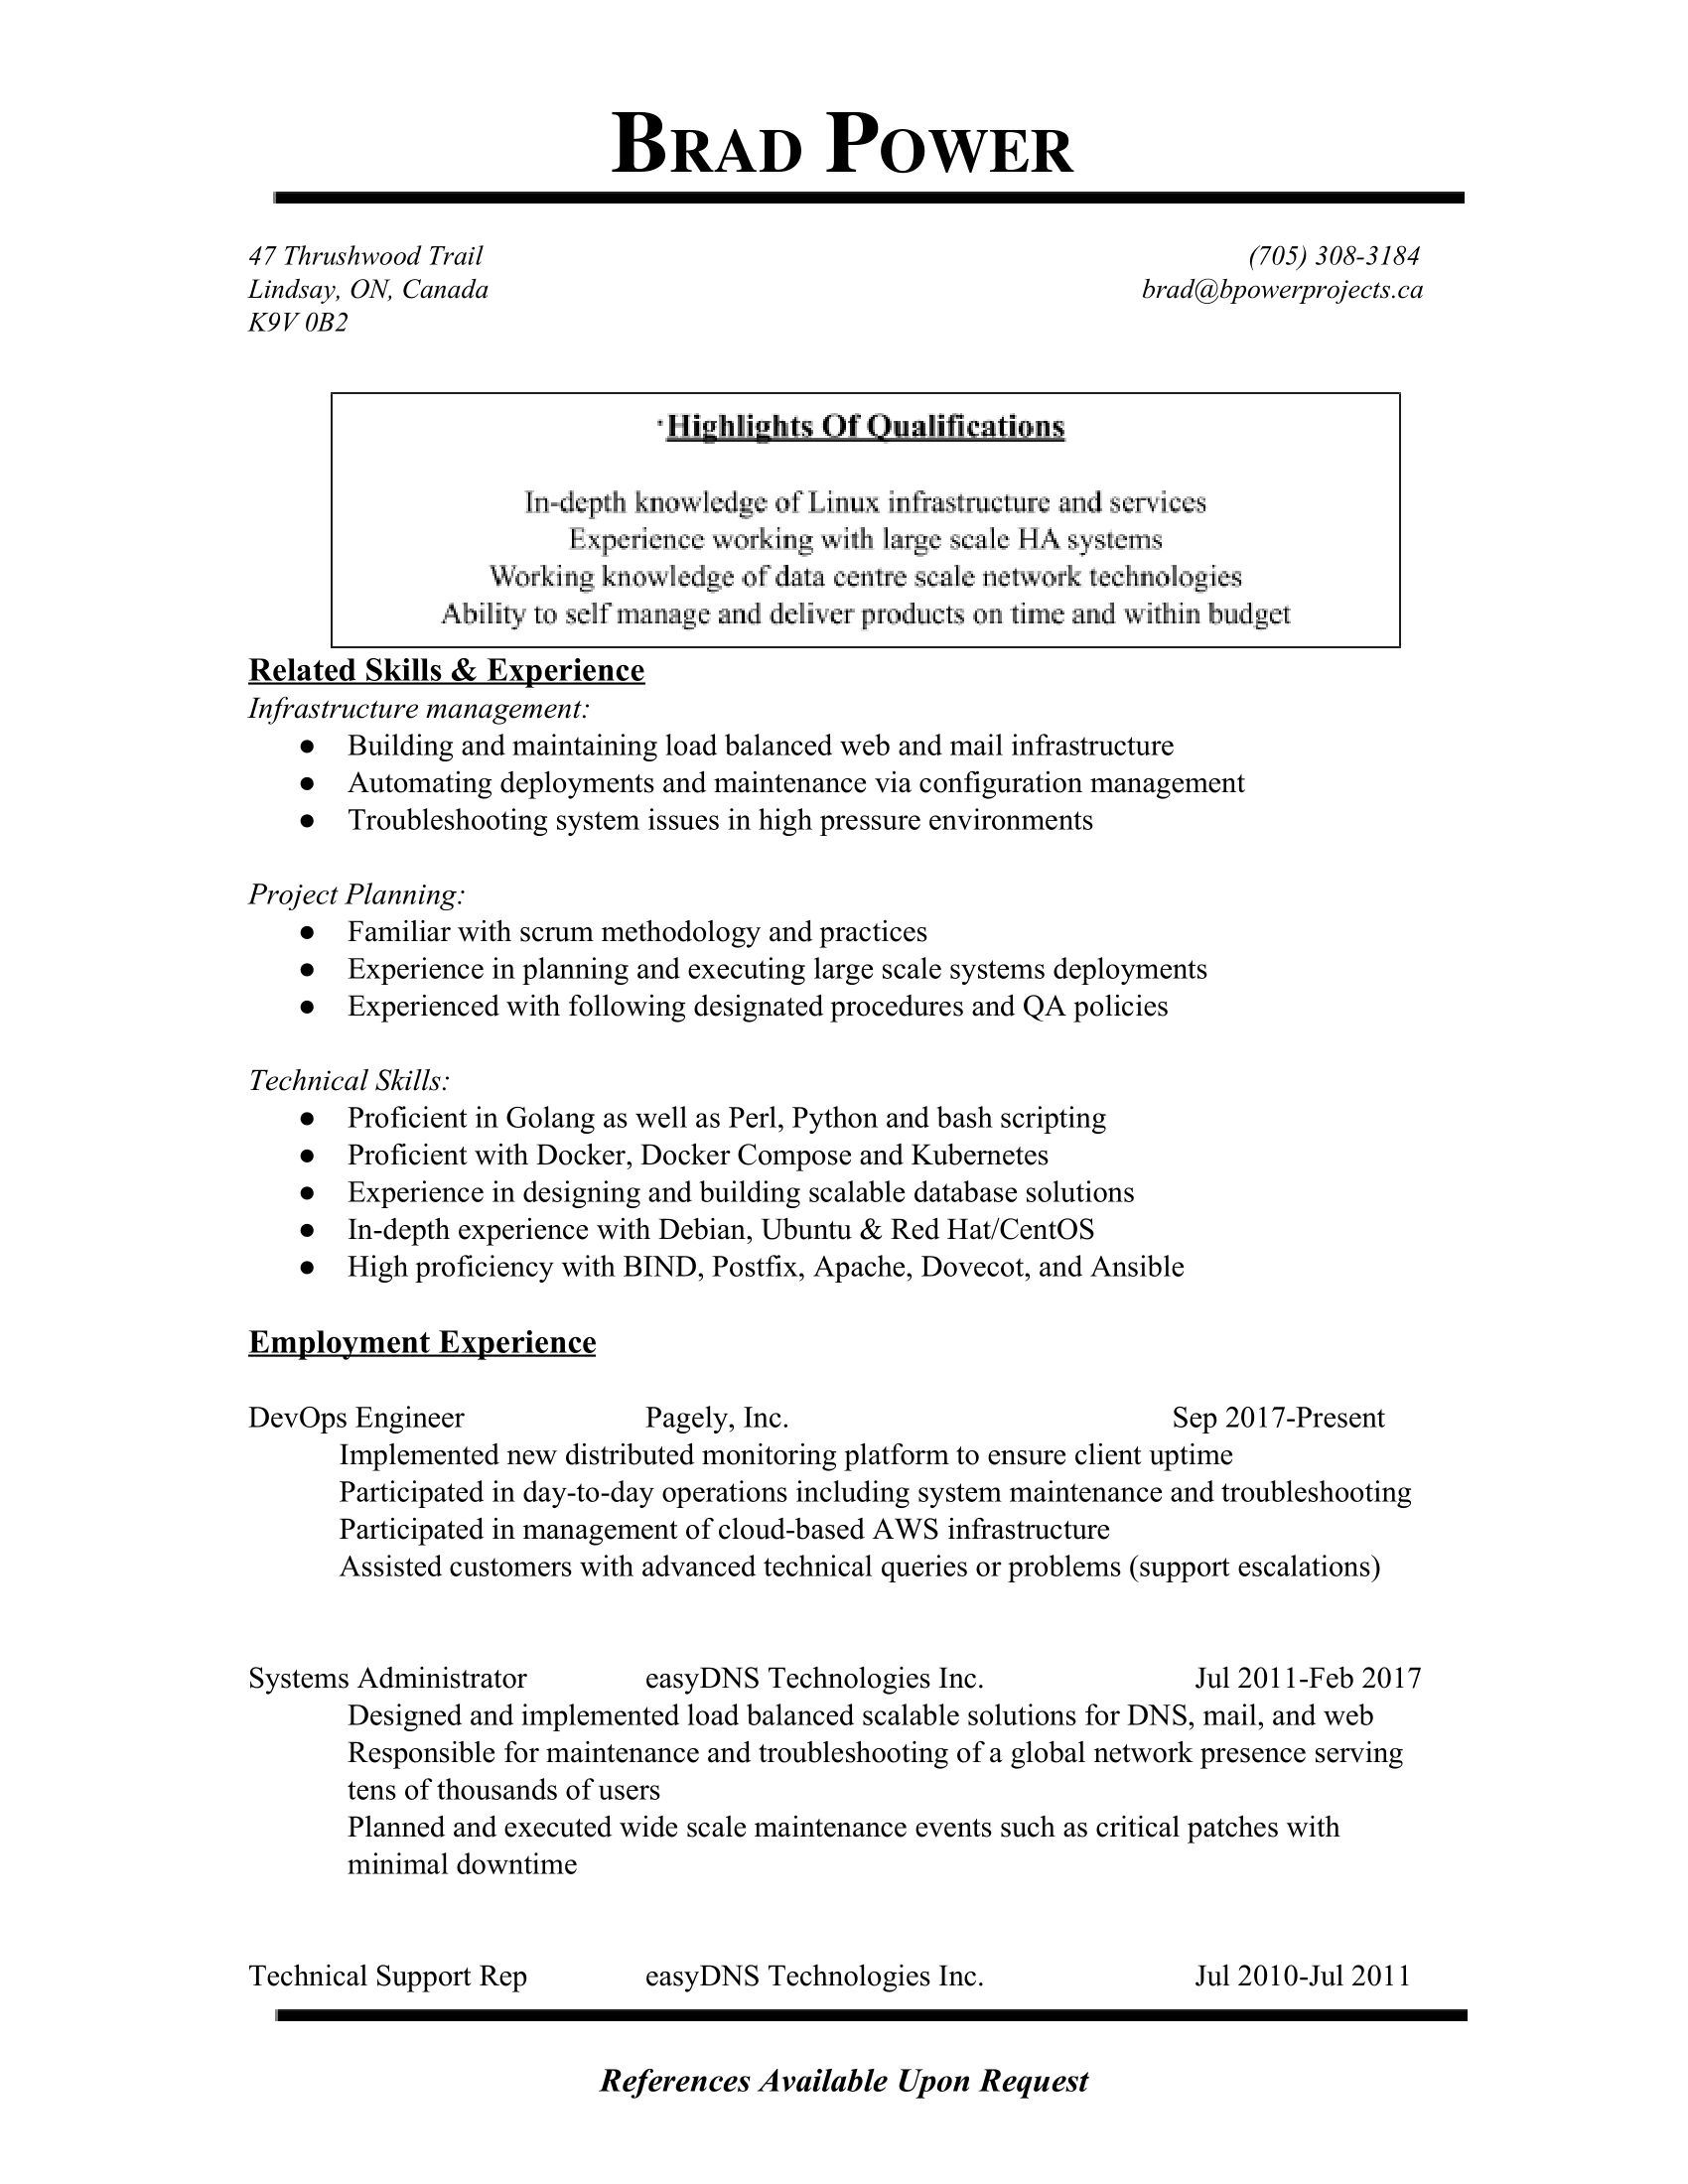 BRAD POWER
47 Thrushwood Trail (705) 308-3184
Lindsay, ON, Canada brad@bpowerprojects.ca
K9V 0B2
Highlights Of Qualifications
In-depth knowledge of Linux infrastructure and services
Experience working with large scale HA systems
Working knowledge of data centre scale network technologies
Ability to self manage and deliver products on time and within budget
Related Skills & Experience
Infrastructure management:
● Building and maintaining load balanced web and mail infrastructure
● Automating deployments and maintenance via configuration management
● Troubleshooting system issues in high pressure environments
Project Planning:
● Familiar with scrum methodology and practices
● Experience in planning and executing large scale systems deployments
● Experienced with following designated procedures and QA policies
Technical Skills:
● Proficient in Golang as well as Perl, Python and bash scripting
● Proficient with Docker, Docker Compose and Kubernetes
● Experience in designing and building scalable database solutions
● In-depth experience with Debian, Ubuntu & Red Hat/CentOS
● High proficiency with BIND, Postfix, Apache, Dovecot, and Ansible
Employment Experience
DevOps Engineer Pagely, Inc. Sep 2017-Present
Implemented new distributed monitoring platform to ensure client uptime
Participated in day-to-day operations including system maintenance and troubleshooting
Participated in management of cloud-based AWS infrastructure
Assisted customers with advanced technical queries or problems (support escalations)
Systems Administrator easyDNS Technologies Inc. Jul 2011-Feb 2017
Designed and implemented load balanced scalable solutions for DNS, mail, and web
Responsible for maintenance and troubleshooting of a global network presence serving
tens of thousands of users
Planned and executed wide scale maintenance events such as critical patches with
minimal downtime
Technical Support Rep easyDNS Technologies Inc. Jul 2010-Jul 2011
References Available Upon Request